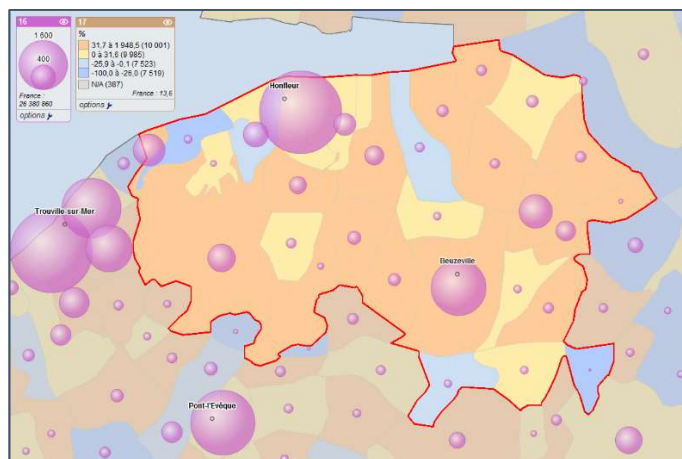 16
1 600
400
France :
26 380 860
options
17
%
31,7 à 1 948,5 (10 001)
0 à 31,6 (9 985)
-25,9 à -0,1 (7 523)
-100,0 à -26,0 (7 519)
N/A (387)
France : 13,6
options
Honfleur
Trouville-sur-Mer
Beuzeville
Pont-l'Evêque